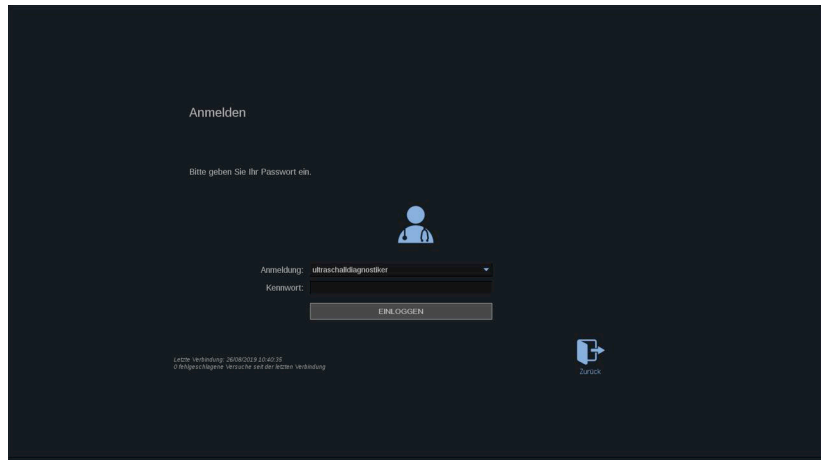 Anmelden
Bitte geben Sie Ihr Passwort ein.
Anmeldung: ultraschalldiagnostiker
Kennwort:
EINLOGGEN
Letzte Verbindung: 26/08/2019 10:40:35
0 fehlgeschlagene Versuche seit der letzten Verbindung
Zurück